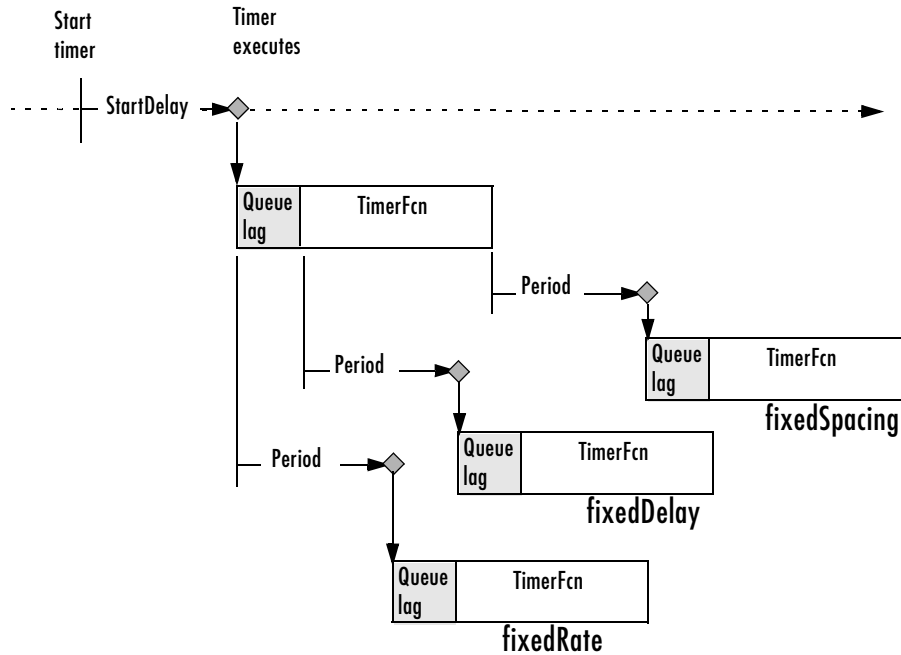 Start
timer
Timer
executes
StartDelay
Queue
lag
TimerFcn
Period
Queue
lag
TimerFcn
fixedSpacing
Period
Queue
lag
TimerFcn
fixedDelay
Period
Queue
lag
TimerFcn
fixedRate